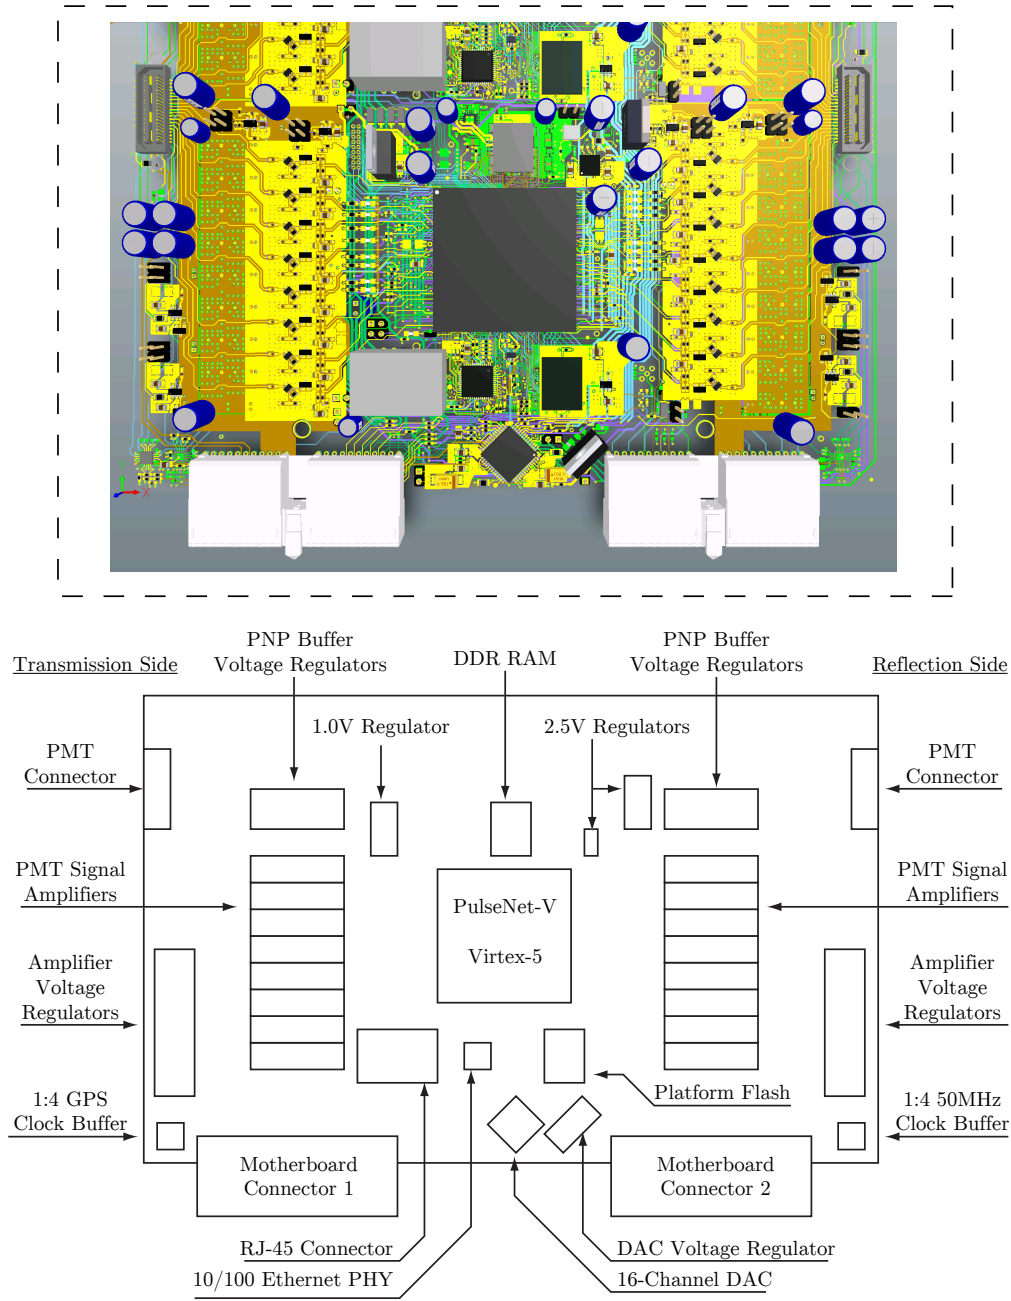 PNP Buffer
Voltage Regulators
PNP Buffer
Voltage Regulators
Transmission Side
DDR RAM
Reflection Side
1.0V Regulator
2.5V Regulators
PMT
Connector
PMT
Connector
PMT Signal
Amplifiers
PMT Signal
Amplifiers
PulseNet-V
Virtex-5
Amplifier
Voltage
Regulators
Amplifier
Voltage
Regulators
Platform Flash
1:4 GPS
Clock Buffer
1:4 50MHz
Clock Buffer
Motherboard
Connector 1
Motherboard
Connector 2
RJ-45 Connector
DAC Voltage Regulator
10/100 Ethernet PHY
16-Channel DAC